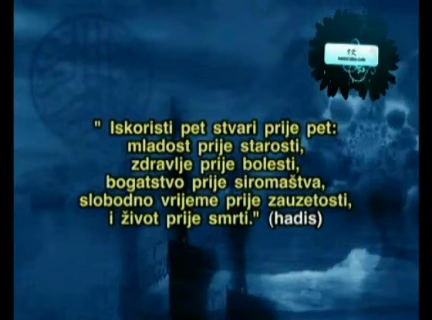 " Iskoristi pet stvari prije pet:
mladost prije starosti,
zdravlje prije bolesti,
bogatstvo prije siromaštva,
slobodno vrijeme prije zauzetosti,
i život prije smrti." (hadis)